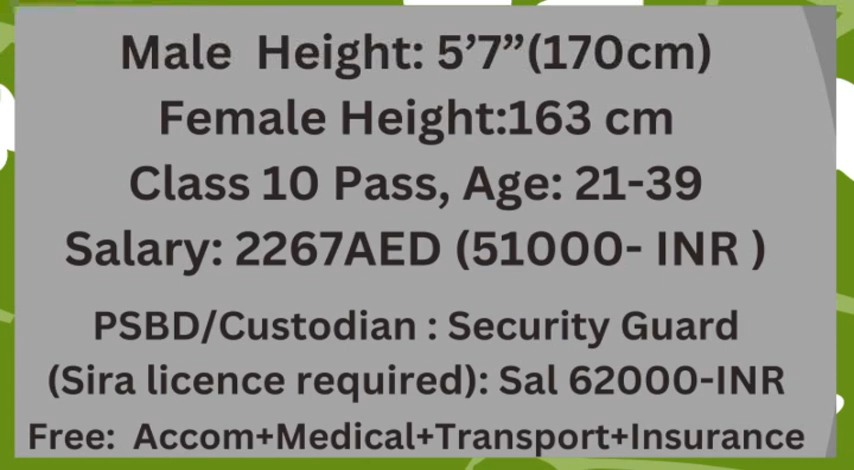 Male Height: 5’7”(170cm)
Female Height:163 cm
Class 10 Pass, Age: 21-39
Salary: 2267AED (51000- INR )
PSBD/Custodian : Security Guard
(Sira licence required): Sal 62000-INR
Free: Accom+Medical+Transport+Insurance